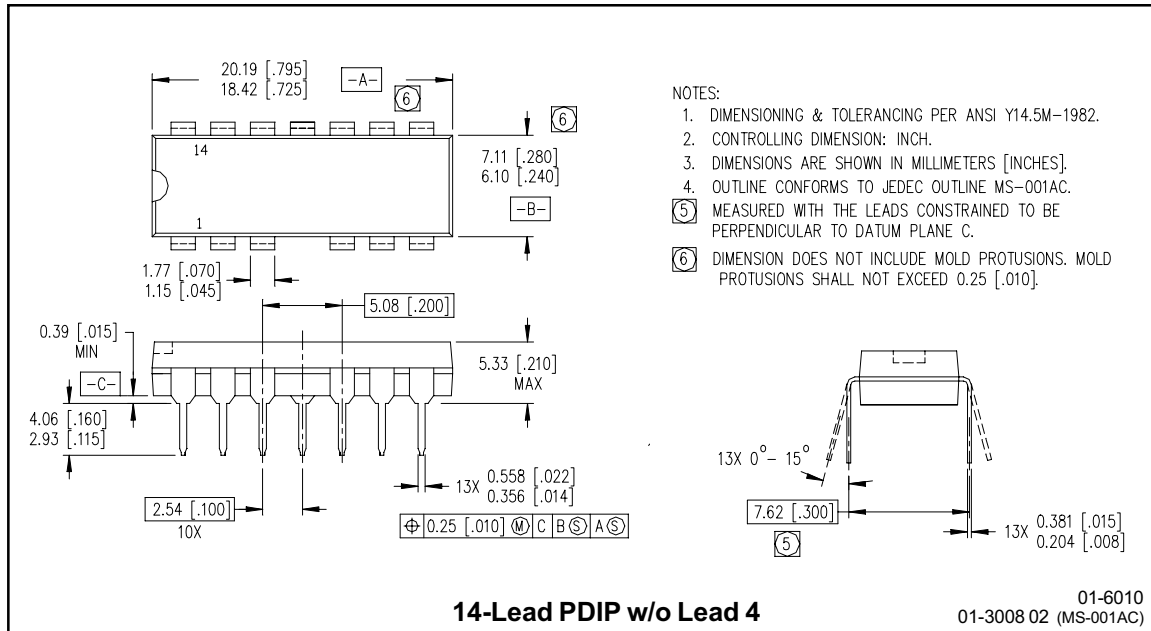 20.19 [.795]
18.42 [.725]
-A-
6
6
14
1
7.11 [.280]
6.10 [.240]
-B-
1.77 [.070]
1.15 [.045]
5.08 [.200]
0.39 [.015]
MIN
-C-
5.33 [.210]
MAX
4.06 [.160]
2.93 [.115]
13X 0.558 [.022]
0.356 [.014]
2.54 [.100]
10X
⌖ 0.25 [.010] Ⓜ C B Ⓢ A Ⓢ
NOTES:
1. DIMENSIONING & TOLERANCING PER ANSI Y14.5M-1982.
2. CONTROLLING DIMENSION: INCH.
3. DIMENSIONS ARE SHOWN IN MILLIMETERS [INCHES].
4. OUTLINE CONFORMS TO JEDEC OUTLINE MS-001AC.
5 MEASURED WITH THE LEADS CONSTRAINED TO BE
PERPENDICULAR TO DATUM PLANE C.
6 DIMENSION DOES NOT INCLUDE MOLD PROTUSIONS. MOLD
PROTUSIONS SHALL NOT EXCEED 0.25 [.010].
13X 0°- 15°
7.62 [.300]
5
13X 0.381 [.015]
0.204 [.008]
14-Lead PDIP w/o Lead 4
01-6010
01-3008 02 (MS-001AC)